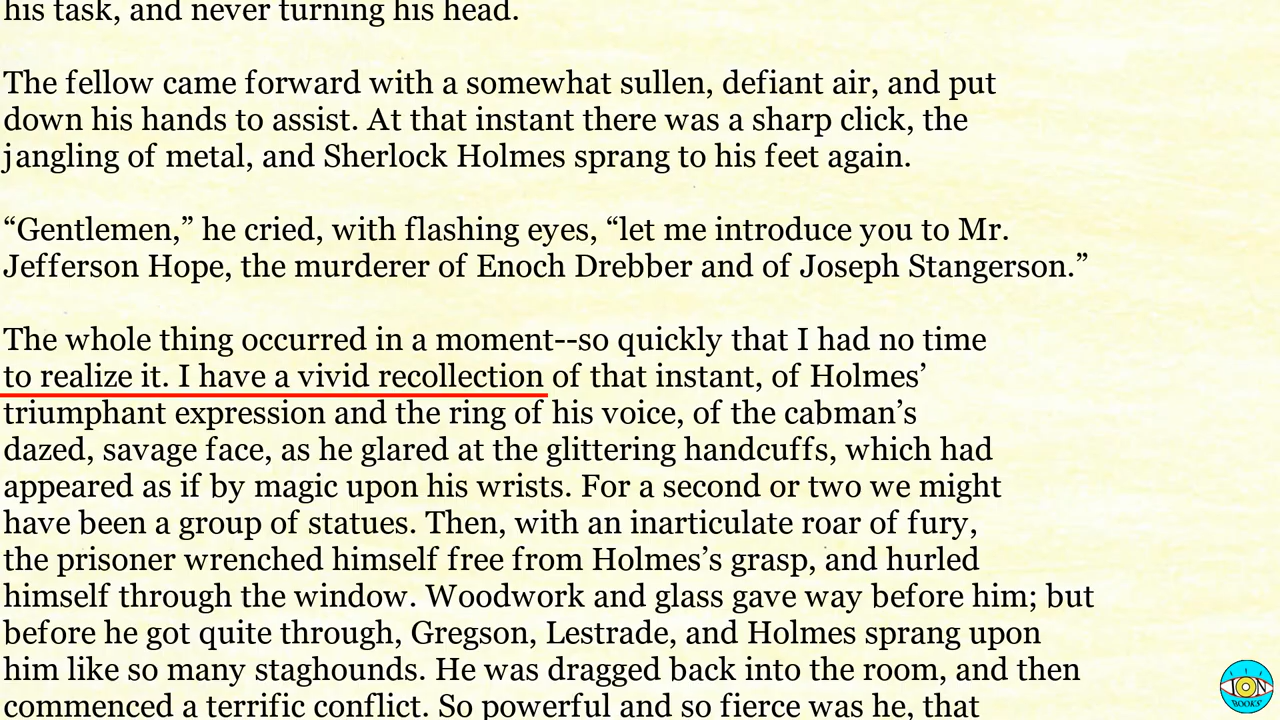 his task, and never turning his head.
The fellow came forward with a somewhat sullen, defiant air, and put
down his hands to assist. At that instant there was a sharp click, the
jangling of metal, and Sherlock Holmes sprang to his feet again.
“Gentlemen,” he cried, with flashing eyes, “let me introduce you to Mr.
Jefferson Hope, the murderer of Enoch Drebber and of Joseph Stangerson.”
The whole thing occurred in a moment--so quickly that I had no time
to realize it. I have a vivid recollection of that instant, of Holmes’
triumphant expression and the ring of his voice, of the cabman’s
dazed, savage face, as he glared at the glittering handcuffs, which had
appeared as if by magic upon his wrists. For a second or two we might
have been a group of statues. Then, with an inarticulate roar of fury,
the prisoner wrenched himself free from Holmes’s grasp, and hurled
himself through the window. Woodwork and glass gave way before him; but
before he got quite through, Gregson, Lestrade, and Holmes sprang upon
him like so many staghounds. He was dragged back into the room, and then
commenced a terrific conflict. So powerful and so fierce was he, that
ION
BOOKS